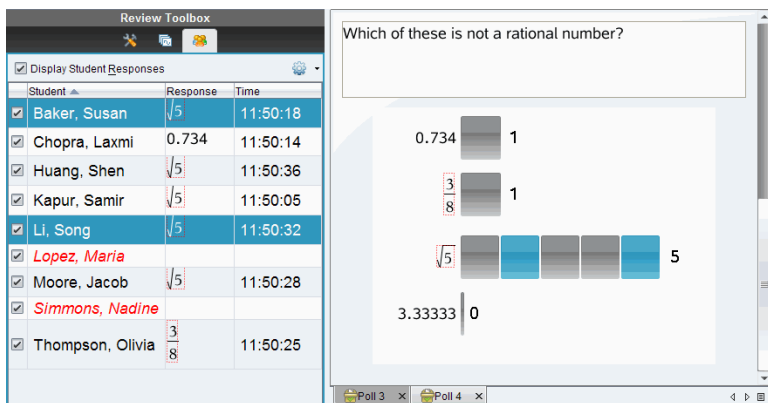 Review Toolbox
Display Student Responses
Student Response Time
Baker, Susan √5 11:50:18
Chopra, Laxmi 0.734 11:50:14
Huang, Shen √5 11:50:36
Kapur, Samir √5 11:50:05
Li, Song √5 11:50:32
Lopez, Maria
Moore, Jacob √5 11:50:28
Simmons, Nadine
Thompson, Olivia 3/8 11:50:25
Which of these is not a rational number?
0.734 1
3/8 1
√5 5
3.33333 0
Poll 3 Poll 4